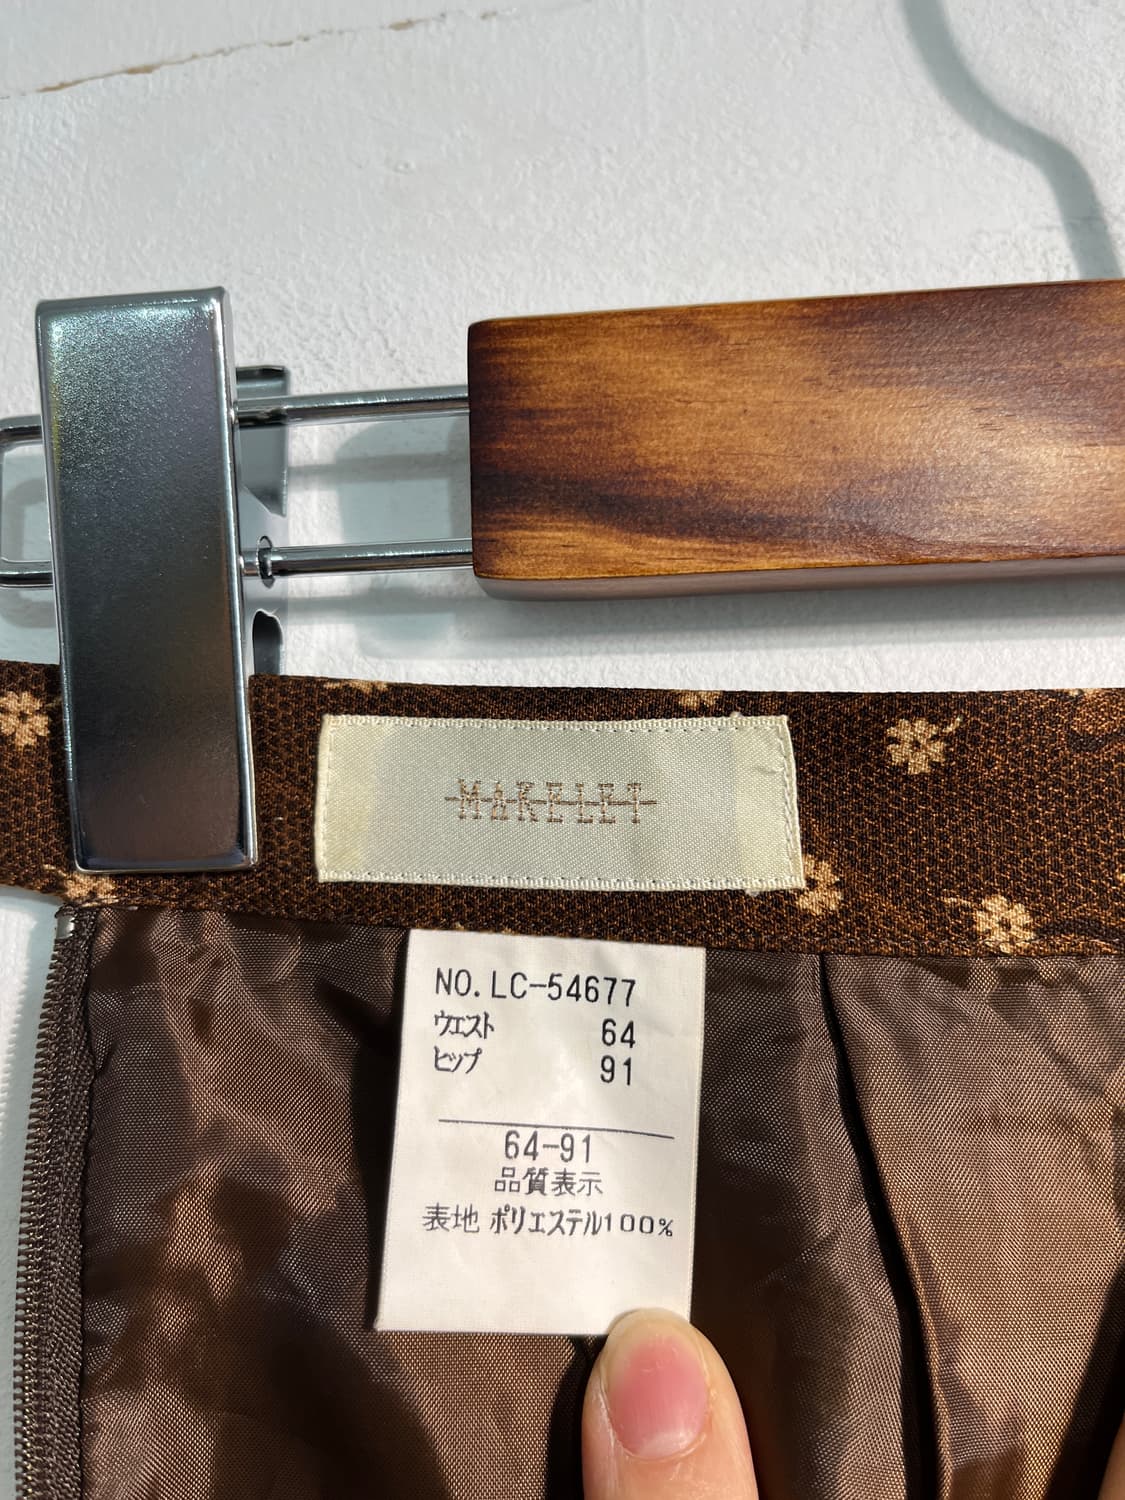 MAKELET
NO. LC-54677
ウエスト 64
ヒップ 91
64-91
品質表示
表地 ポリエステル100%